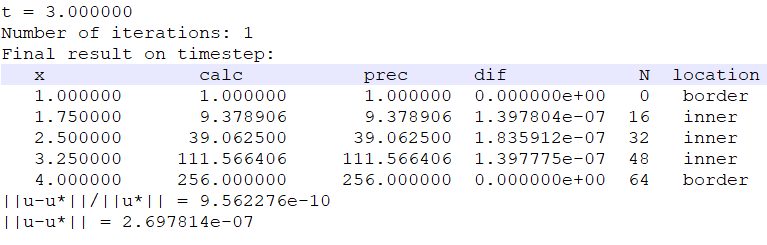 t = 3.000000
Number of iterations: 1
Final result on timestep:
x calc prec dif N location
1.000000 1.000000 1.000000 0.000000e+00 0 border
1.750000 9.378906 9.378906 1.397804e-07 16 inner
2.500000 39.062500 39.062500 1.835912e-07 32 inner
3.250000 111.566406 111.566406 1.397775e-07 48 inner
4.000000 256.000000 256.000000 0.000000e+00 64 border
||u-u*||/||u*|| = 9.562276e-10
||u-u*|| = 2.697814e-07